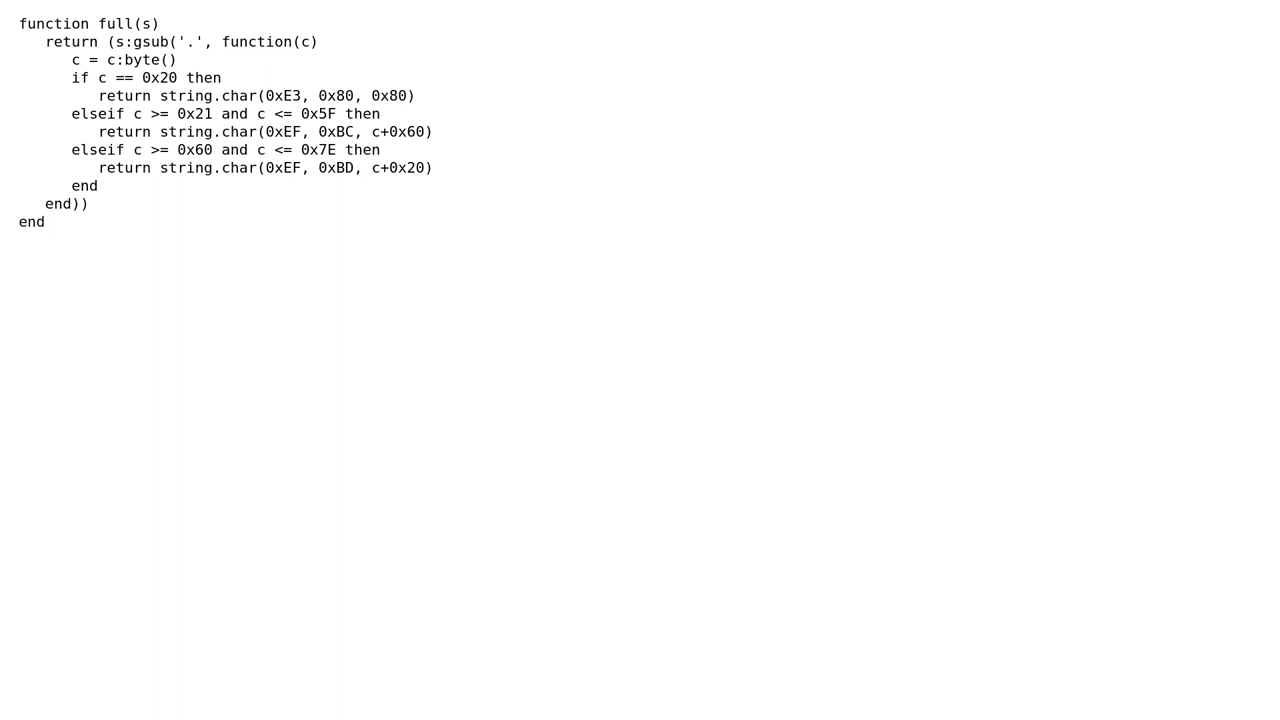 function full(s)
   return (s:gsub('.', function(c)
      c = c:byte()
      if c == 0x20 then
         return string.char(0xE3, 0x80, 0x80)
      elseif c >= 0x21 and c <= 0x5F then
         return string.char(0xEF, 0xBC, c+0x60)
      elseif c >= 0x60 and c <= 0x7E then
         return string.char(0xEF, 0xBD, c+0x20)
      end
   end))
end